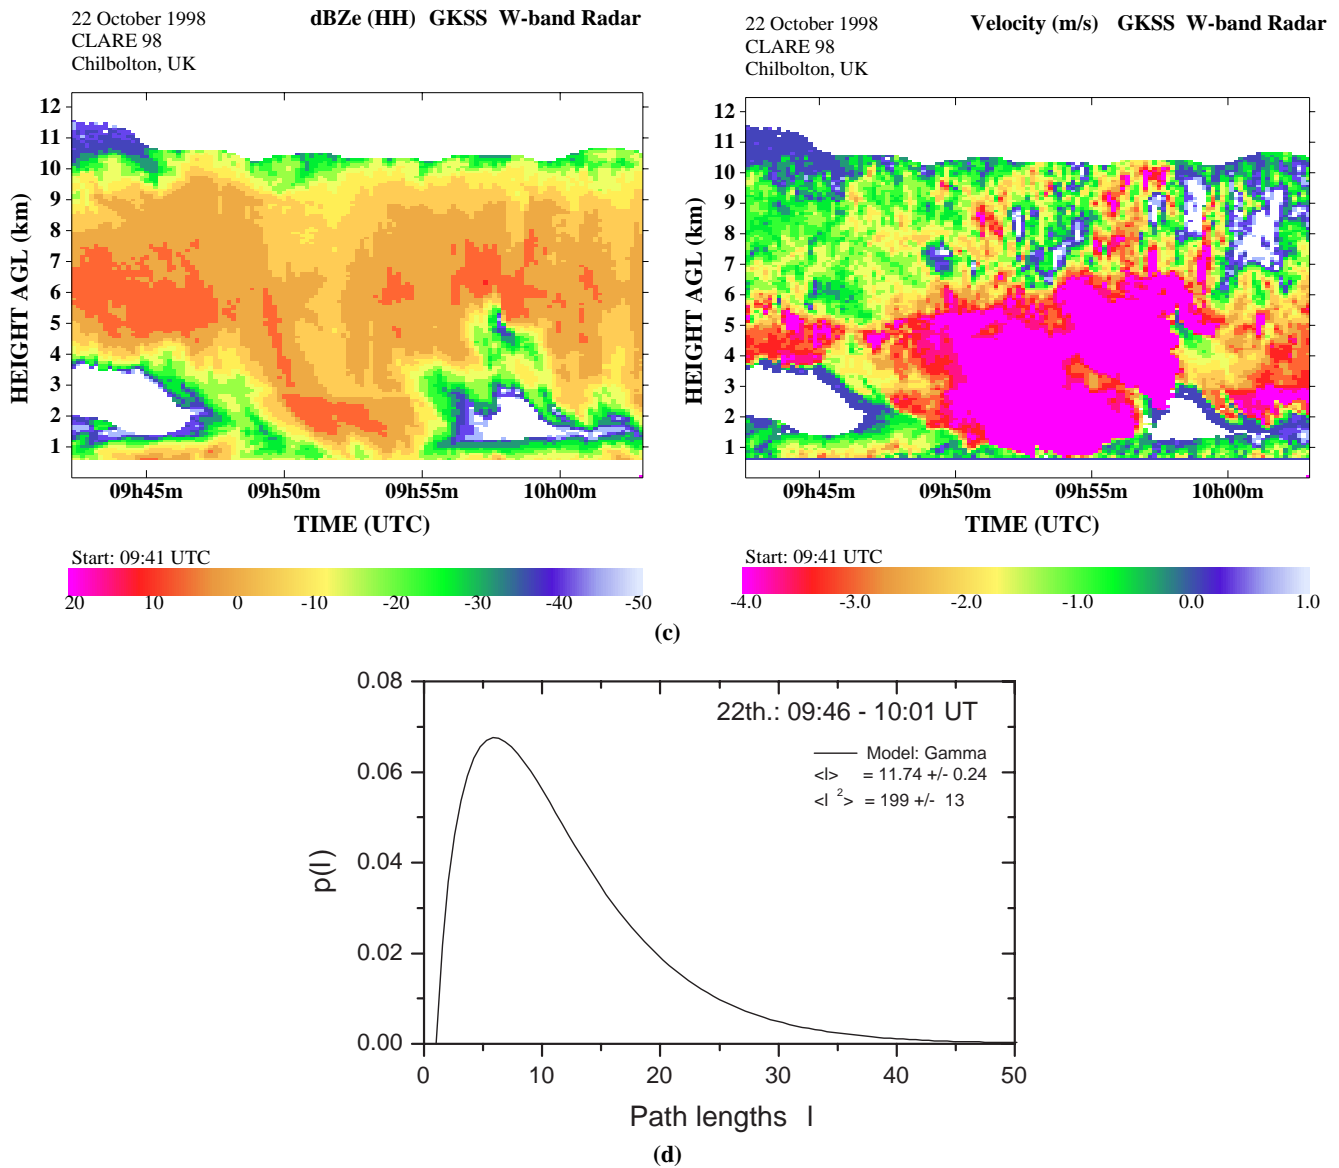 22 October 1998
CLARE 98
Chilbolton, UK
dBZe (HH) GKSS W-band Radar
12
11
10
9
8
7
6
5
4
3
2
1
HEIGHT AGL (km)
09h45m 09h50m 09h55m 10h00m
TIME (UTC)
Start: 09:41 UTC
20 10 0 -10 -20 -30 -40 -50
22 October 1998
CLARE 98
Chilbolton, UK
Velocity (m/s) GKSS W-band Radar
12
11
10
9
8
7
6
5
4
3
2
1
HEIGHT AGL (km)
09h45m 09h50m 09h55m 10h00m
TIME (UTC)
Start: 09:41 UTC
-4.0 -3.0 -2.0 -1.0 0.0 1.0
(c)
0.08
0.06
0.04
0.02
0.00
p(l)
22th.: 09:46 - 10:01 UT
Model: Gamma
<l> = 11.74 +/- 0.24
<l 2> = 199 +/- 13
0 10 20 30 40 50
Path lengths l
(d)